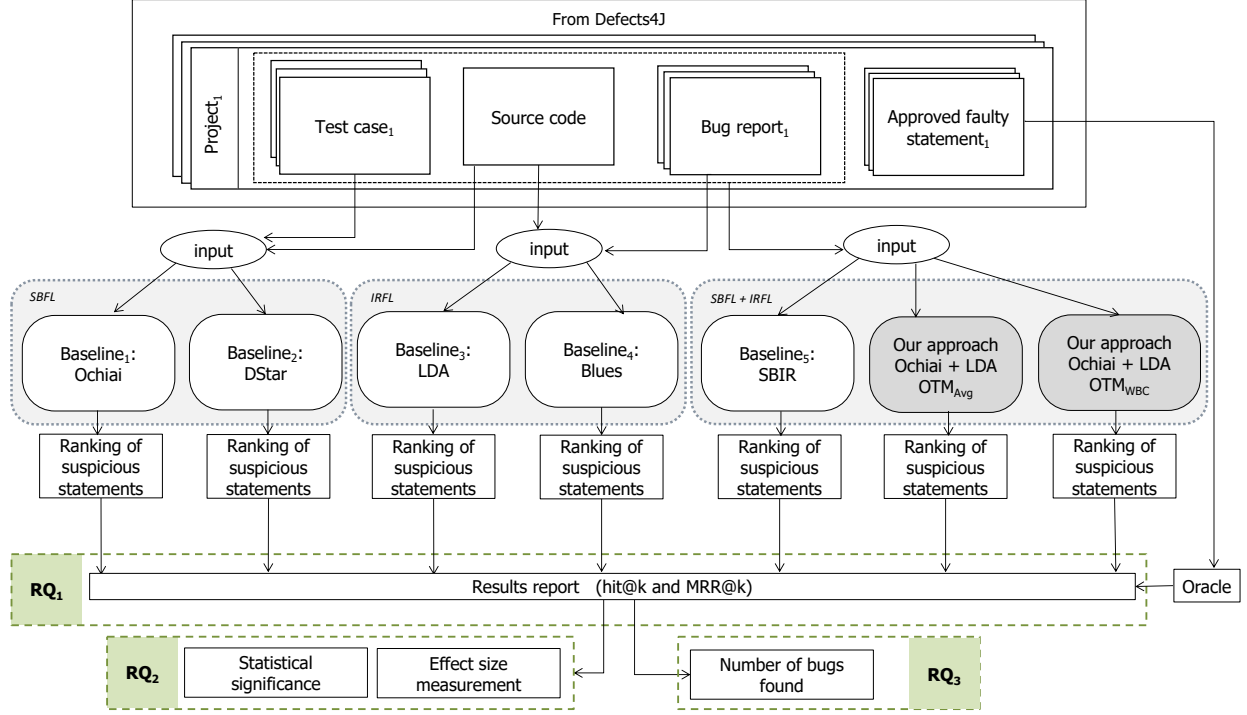 From Defects4J
Project1
Test case1
Source code
Bug report1
Approved faulty
statement1
input
input
input
SBFL
IRFL
SBFL + IRFL
Baseline1:
Ochiai
Baseline2:
DStar
Baseline3:
LDA
Baseline4:
Blues
Baseline5:
SBIR
Our approach
Ochiai + LDA
OTMAvg
Our approach
Ochiai + LDA
OTMWBC
Ranking of
suspicious
statements
Ranking of
suspicious
statements
Ranking of
suspicious
statements
Ranking of
suspicious
statements
Ranking of
suspicious
statements
Ranking of
suspicious
statements
Ranking of
suspicious
statements
RQ1
Results report (hit@k and MRR@k)
Oracle
RQ2
Statistical
significance
Effect size
measurement
Number of bugs
found
RQ3